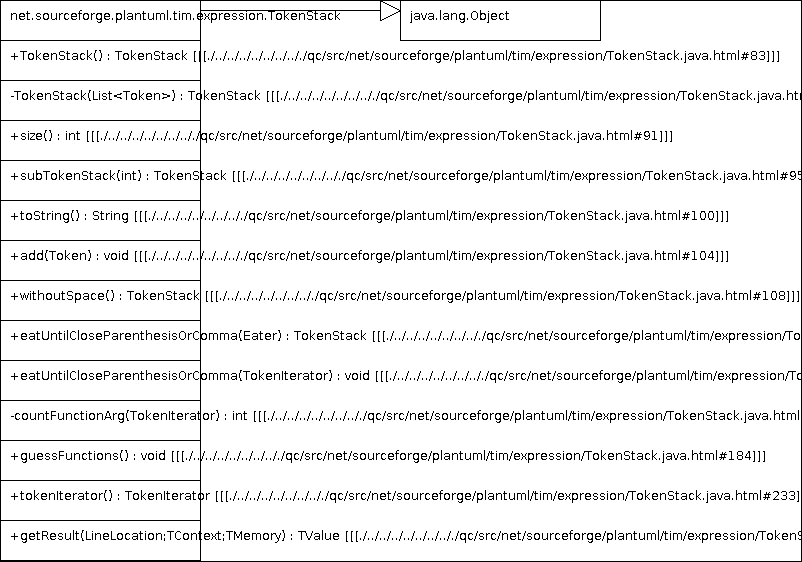 net.sourceforge.plantuml.tim.expression.TokenStack
java.lang.Object
+TokenStack() : TokenStack [[[./../../../../../../../../qc/src/net/sourceforge/plantuml/tim/expression/TokenStack.java.html#83]]]
-TokenStack(List<Token>) : TokenStack [[[./../../../../../../../../qc/src/net/sourceforge/plantuml/tim/expression/TokenStack.java.htm
+size() : int [[[./../../../../../../../../qc/src/net/sourceforge/plantuml/tim/expression/TokenStack.java.html#91]]]
+subTokenStack(int) : TokenStack [[[./../../../../../../../../qc/src/net/sourceforge/plantuml/tim/expression/TokenStack.java.html#95
+toString() : String [[[./../../../../../../../../qc/src/net/sourceforge/plantuml/tim/expression/TokenStack.java.html#100]]]
+add(Token) : void [[[./../../../../../../../../qc/src/net/sourceforge/plantuml/tim/expression/TokenStack.java.html#104]]]
+withoutSpace() : TokenStack [[[./../../../../../../../../qc/src/net/sourceforge/plantuml/tim/expression/TokenStack.java.html#108]]]
+eatUntilCloseParenthesisOrComma(Eater) : TokenStack [[[./../../../../../../../../qc/src/net/sourceforge/plantuml/tim/expression/To
+eatUntilCloseParenthesisOrComma(TokenIterator) : void [[[./../../../../../../../../qc/src/net/sourceforge/plantuml/tim/expression/To
-countFunctionArg(TokenIterator) : int [[[./../../../../../../../../qc/src/net/sourceforge/plantuml/tim/expression/TokenStack.java.html
+guessFunctions() : void [[[./../../../../../../../../qc/src/net/sourceforge/plantuml/tim/expression/TokenStack.java.html#184]]]
+tokenIterator() : TokenIterator [[[./../../../../../../../../qc/src/net/sourceforge/plantuml/tim/expression/TokenStack.java.html#233]
+getResult(LineLocation;TContext;TMemory) : TValue [[[./../../../../../../../../qc/src/net/sourceforge/plantuml/tim/expression/TokenS